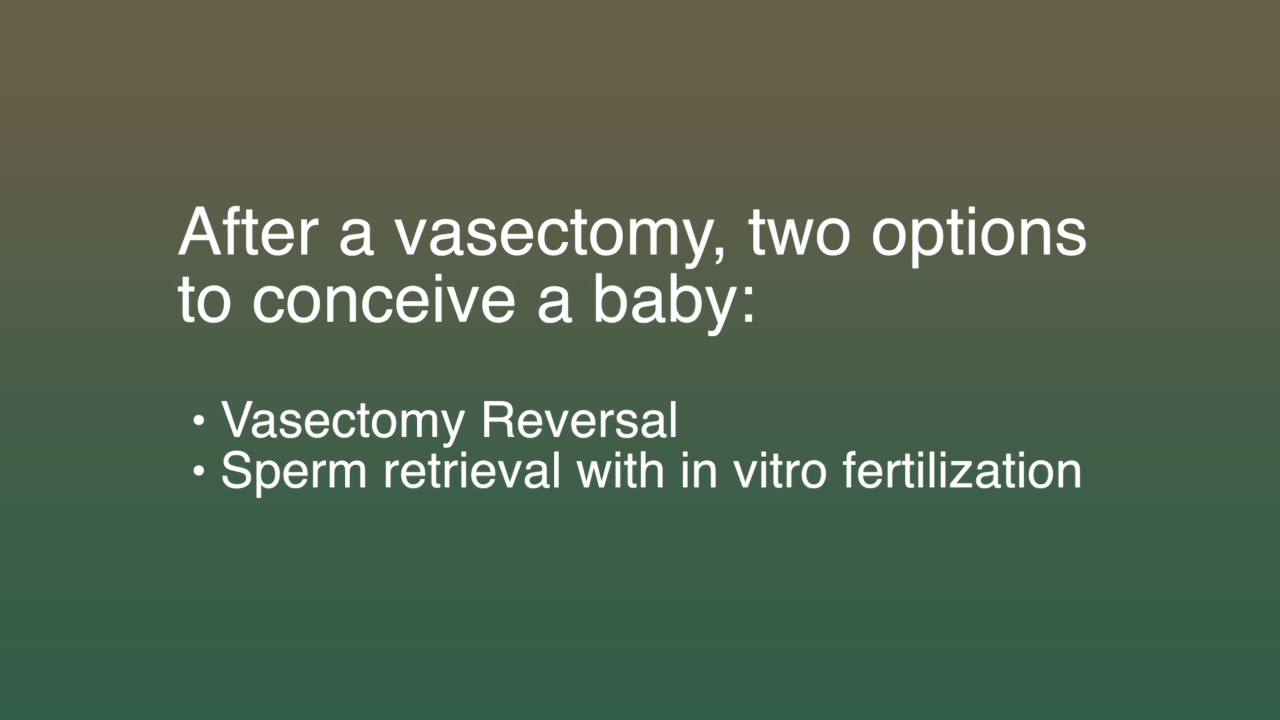 After a vasectomy, two options
to conceive a baby:
• Vasectomy Reversal
• Sperm retrieval with in vitro fertilization